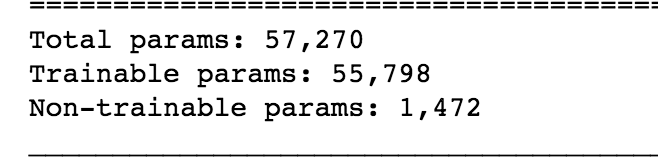 Total params: 57,270
Trainable params: 55,798
Non-trainable params: 1,472